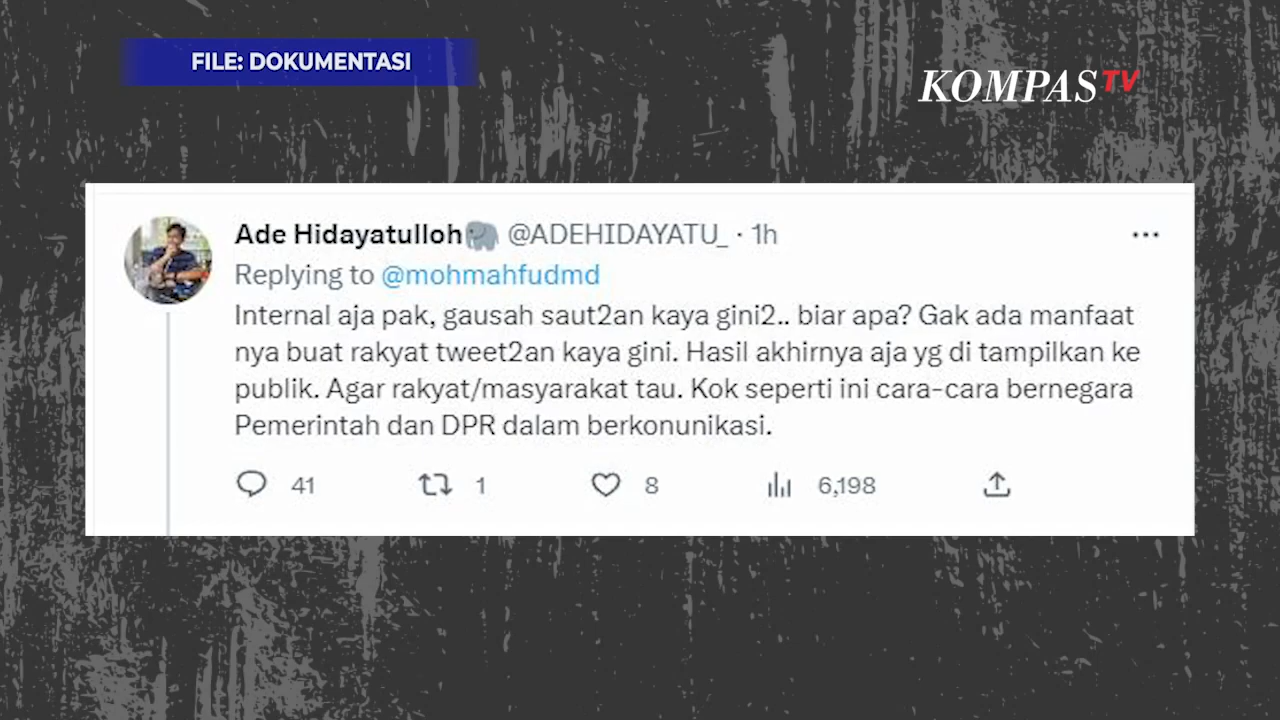 FILE: DOKUMENTASI
KOMPAS TV
Ade Hidayatulloh🐘 @ADEHIDAYATU_ · 1h
Replying to @mohmahfudmd
Internal aja pak, gausah saut2an kaya gini2.. biar apa? Gak ada manfaat
nya buat rakyat tweet2an kaya gini. Hasil akhirnya aja yg di tampilkan ke
publik. Agar rakyat/masyarakat tau. Kok seperti ini cara-cara bernegara
Pemerintah dan DPR dalam berkonunikasi.
41 1 8 6,198